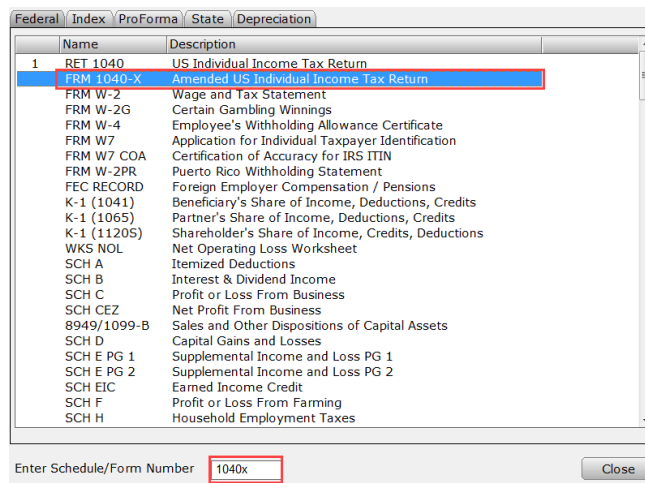 Federal Index ProForma State Depreciation
Name Description
1 RET 1040 US Individual Income Tax Return
FRM 1040-X Amended US Individual Income Tax Return
FRM W-2 Wage and Tax Statement
FRM W-2G Certain Gambling Winnings
FRM W-4 Employee's Withholding Allowance Certificate
FRM W7 Application for Individual Taxpayer Identification
FRM W7 COA Certification of Accuracy for IRS ITIN
FRM W-2PR Puerto Rico Withholding Statement
FEC RECORD Foreign Employer Compensation / Pensions
K-1 (1041) Beneficiary's Share of Income, Deductions, Credits
K-1 (1065) Partner's Share of Income, Deductions, Credits
K-1 (1120S) Shareholder's Share of Income, Credits, Deductions
WKS NOL Net Operating Loss Worksheet
SCH A Itemized Deductions
SCH B Interest & Dividend Income
SCH C Profit or Loss From Business
SCH CEZ Net Profit From Business
8949/1099-B Sales and Other Dispositions of Capital Assets
SCH D Capital Gains and Losses
SCH E PG 1 Supplemental Income and Loss PG 1
SCH E PG 2 Supplemental Income and Loss PG 2
SCH EIC Earned Income Credit
SCH F Profit or Loss From Farming
SCH H Household Employment Taxes
Enter Schedule/Form Number 1040x Close